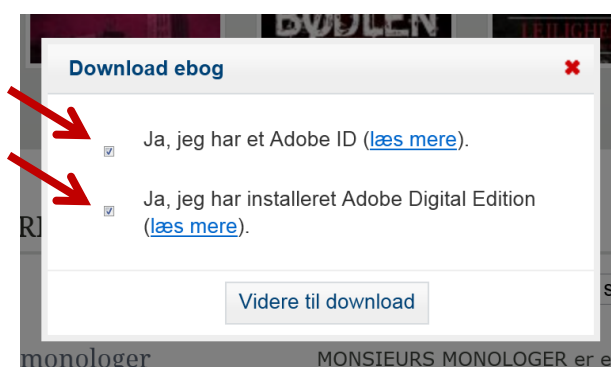 BØDLEN
LEJLIGHE
Download ebog
Ja, jeg har et Adobe ID (læs mere).
Ja, jeg har installeret Adobe Digital Edition
(læs mere).
Videre til download
monologer
MONSIEURS MONOLOGER er e